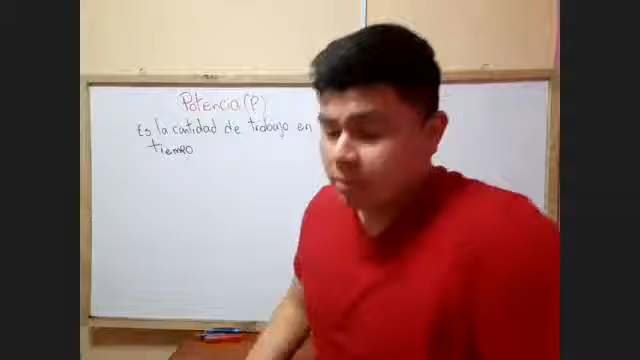 Potencia (P)
Es la cantidad de trabajo en
tiempo